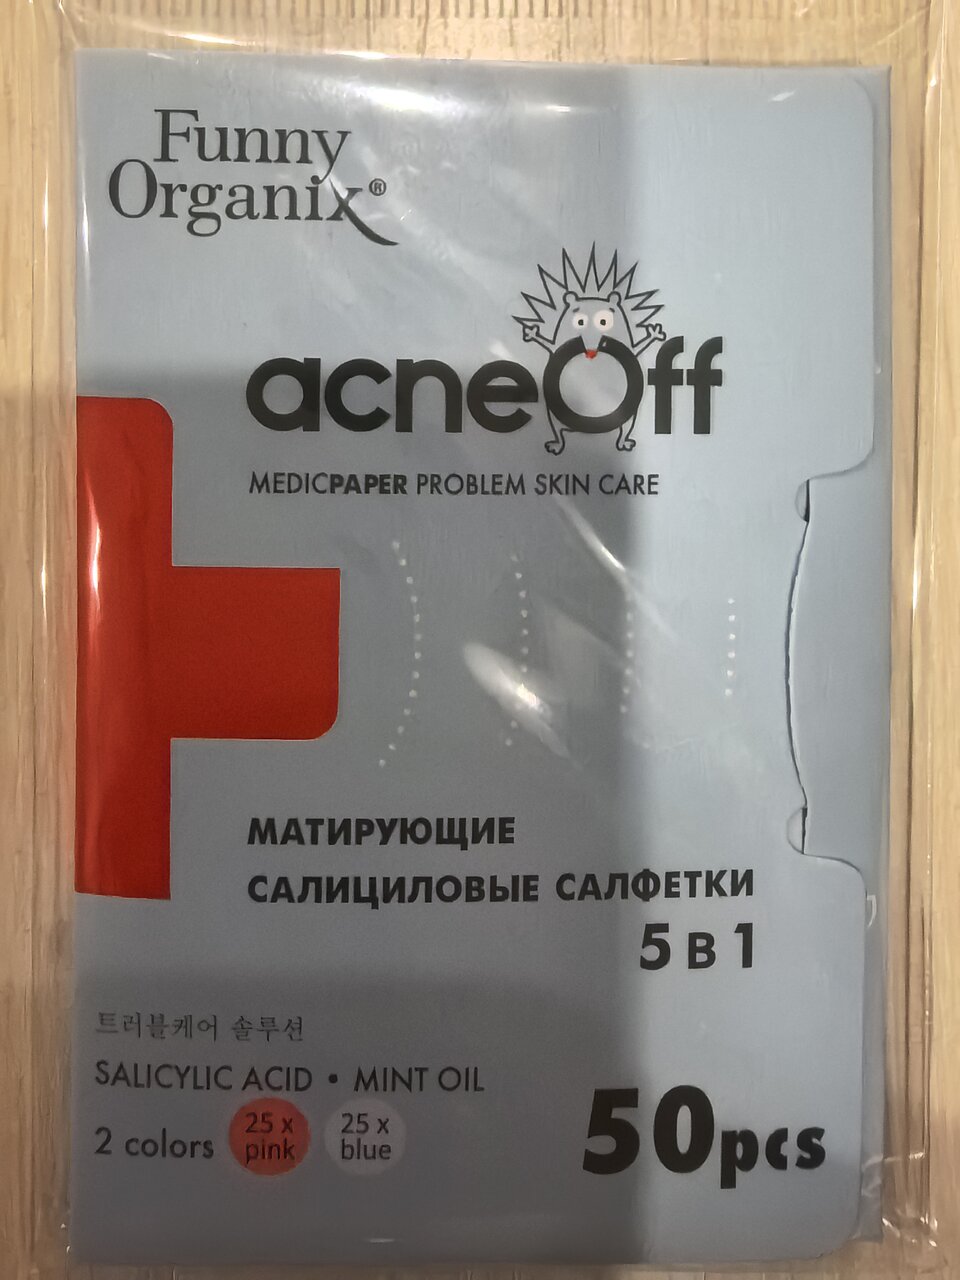 Funny
Organix®
acneOff
MEDICPAPER PROBLEM SKIN CARE
МАТИРУЮЩИЕ
САЛИЦИЛОВЫЕ САЛФЕТКИ
5 В 1
트러블케어 솔루션
SALICYLIC ACID • MINT OIL
2 colors
25 x
pink
25 x
blue
50pcs